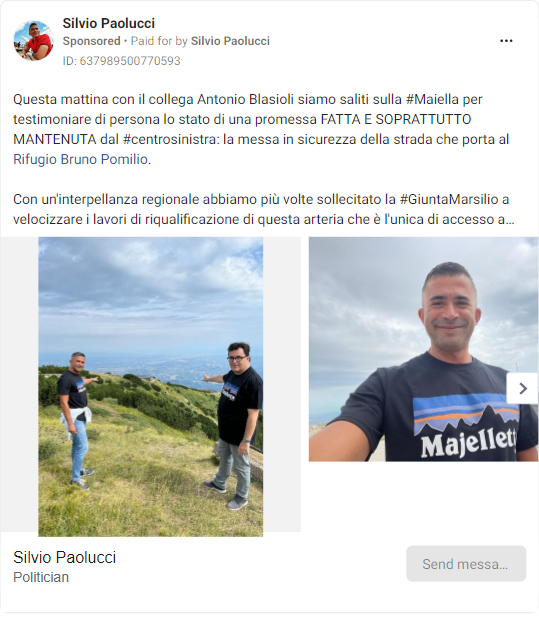 Silvio Paolucci
Sponsored • Paid for by Silvio Paolucci
ID: 637989500770593
Questa mattina con il collega Antonio Blasioli siamo saliti sulla #Maiella per
testimoniare di persona lo stato di una promessa FATTA E SOPRATTUTTO
MANTENUTA dal #centrosinistra: la messa in sicurezza della strada che porta al
Rifugio Bruno Pomilio.
Con un'interpellanza regionale abbiamo più volte sollecitato la #GiuntaMarsilio a
velocizzare i lavori di riqualificazione di questa arteria che è l'unica di accesso a...
Majellett
Silvio Paolucci
Politician
Send messa...